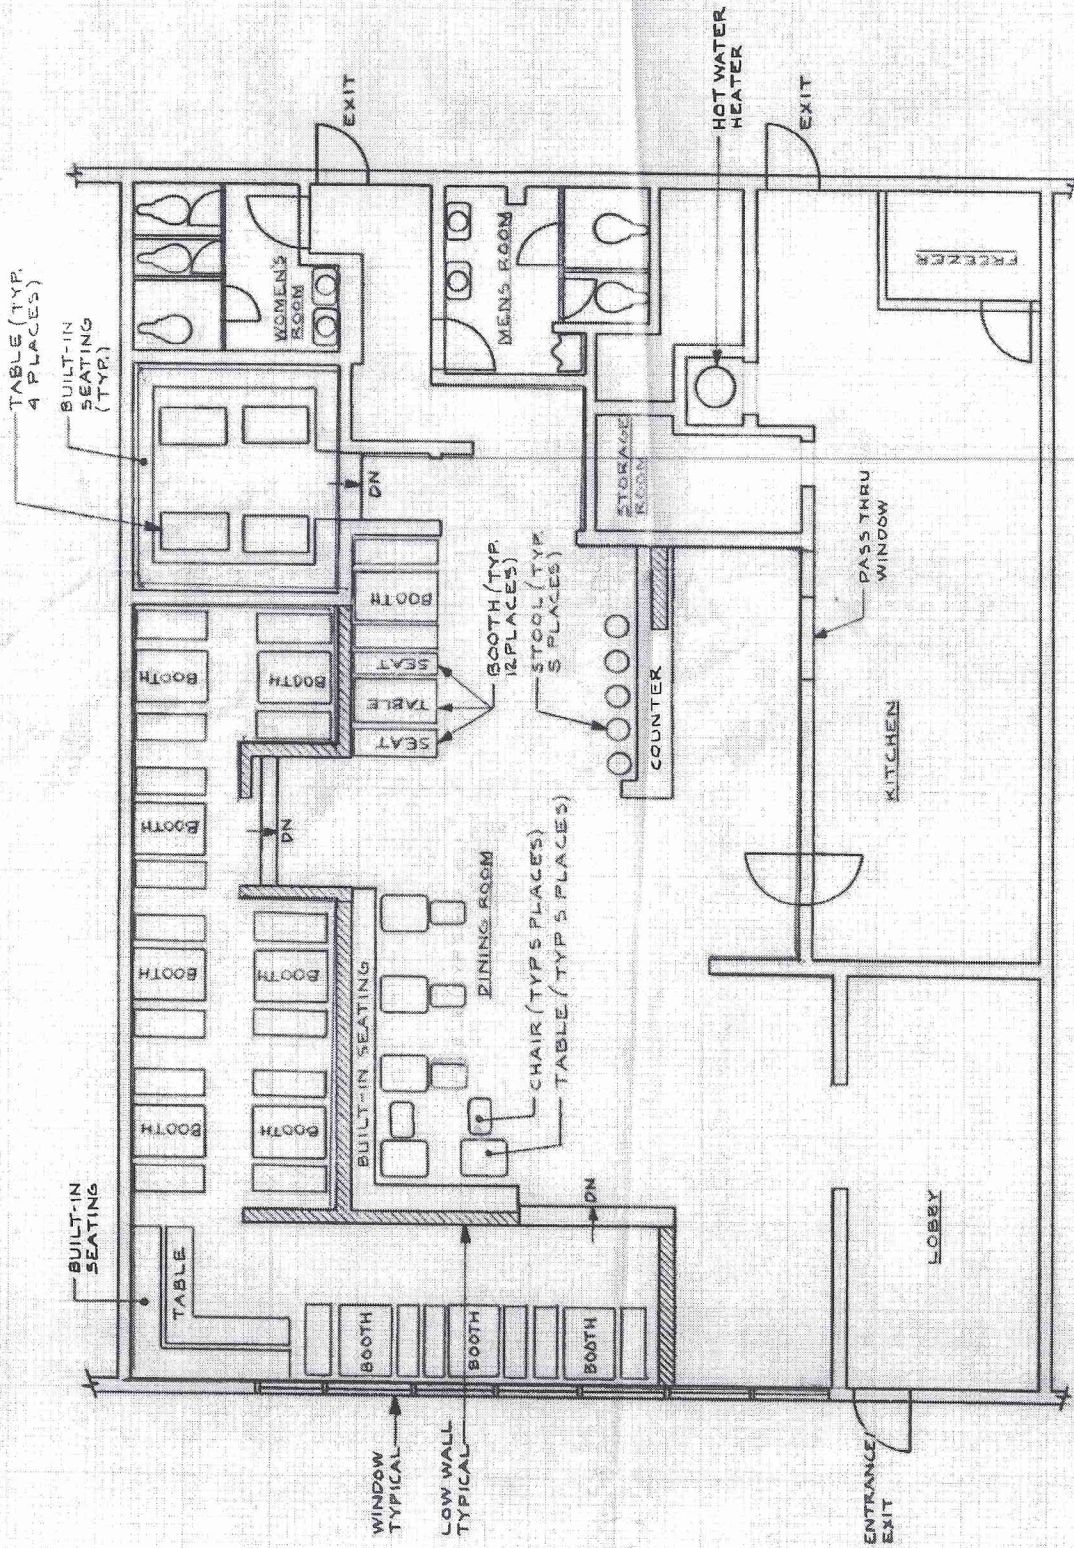 TABLE (TYP.
4 PLACES)
BUILT-IN
SEATING
(TYP.)
BUILT-IN
SEATING
TABLE
BOOTH
BOOTH
BOOTH
BOOTH
BOOTH
BOOTH
BOOTH
WOMEN'S
ROOM
EXIT
DN
DN
BUILT-IN SEATING
SEAT
TABLE
SEAT
BOOTH
BOOTH
BOOTH
BOOTH
WINDOW
TYPICAL
LOW WALL
TYPICAL
DINING ROOM
BOOTH (TYP.
12 PLACES)
STOOL (TYP.
5 PLACES)
MENS ROOM
CHAIR (TYP 5 PLACES)
TABLE (TYP 5 PLACES)
DN
STORAGE
ROOM
COUNTER
HOT WATER
HEATER
EXIT
PASS THRU
WINDOW
KITCHEN
LOBBY
ENTRANCE/
EXIT
FREEZER